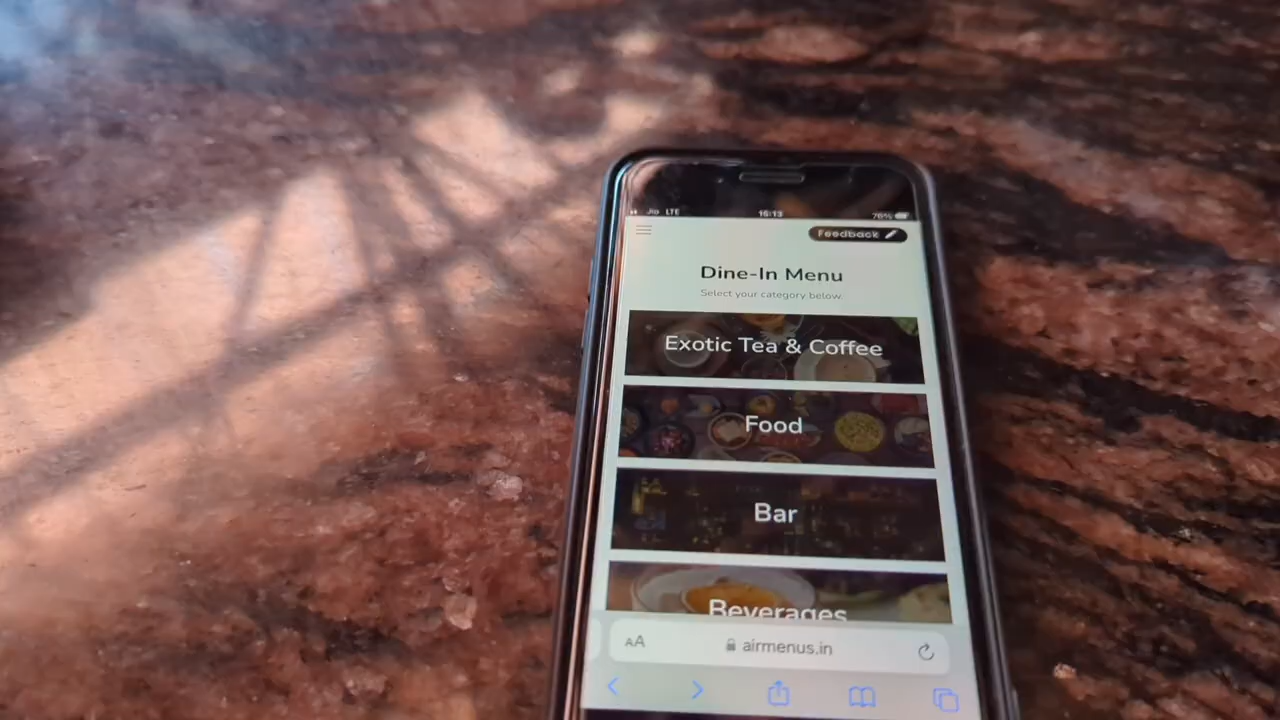 Jio LTE 16:13 76%
Feedback
Dine-In Menu
Select your category below.
Exotic Tea & Coffee
Food
Bar
Beverages
AA airmenus.in